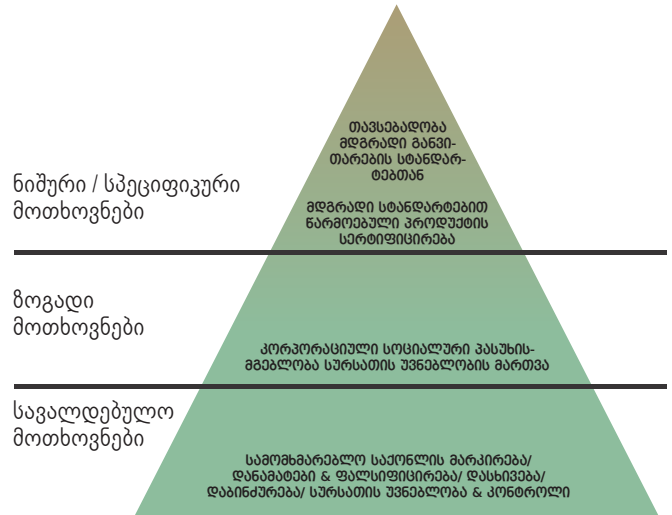 თავსებადობა
მდგრადი განვი-
თარების სტანდარ-
ტებთან
მდგრადი სტანდარტებით
წარმოებული პროდუქტის
სერტიფიცირება
ნიშური / სპეციფიკური
მოთხოვნები
ზოგადი
მოთხოვნები
კორპორაციული სოციალური პასუხის-
მგებლობა სურსათის უვნებლობის მართვა
სავალდებულო
მოთხოვნები
სამომხმარებლო საქონლის მარკირება/
დანამატები & ფალსიფიცირება/ დასხივება/
დაბინძურება/ სურსათის უვნებლობა & კონტროლი